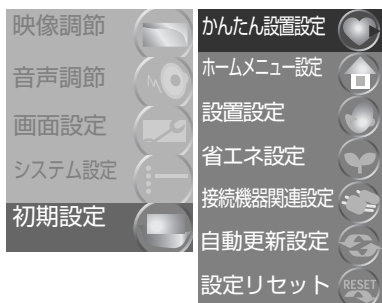 映像調節
音声調節
画面設定
システム設定
初期設定
かんたん設置設定
ホームメニュー設定
設置設定
省エネ設定
接続機器関連設定
自動更新設定
設定リセット
RESET